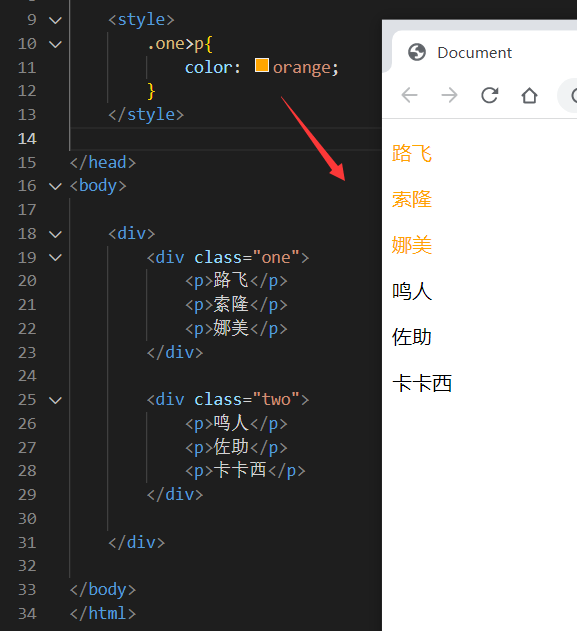 9 <style>
10 .one>p{
11 color: orange;
12 }
13 </style>
14
15 </head>
16 <body>
17
18 <div>
19 <div class="one">
20 <p>路飞</p>
21 <p>索隆</p>
22 <p>娜美</p>
23 </div>
24
25 <div class="two">
26 <p>鸣人</p>
27 <p>佐助</p>
28 <p>卡卡西</p>
29 </div>
30
31 </div>
32
33 </body>
34 </html>
Document
路飞
索隆
娜美
鸣人
佐助
卡卡西